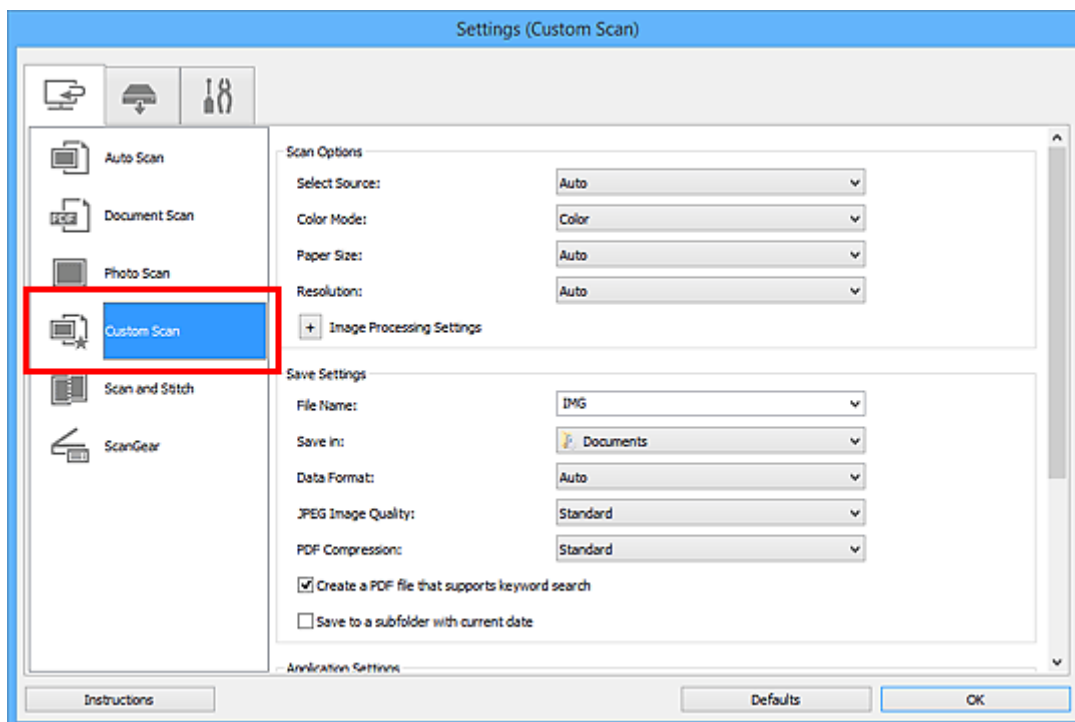 Settings (Custom Scan)
Auto Scan
PDF
Document Scan
Photo Scan
Custom Scan
Scan and Stitch
ScanGear
Scan Options
Select Source: Auto
Color Mode: Color
Paper Size: Auto
Resolution: Auto
+ Image Processing Settings
Save Settings
File Name: IMG
Save in: Documents
Data Format: Auto
JPEG Image Quality: Standard
PDF Compression: Standard
Create a PDF file that supports keyword search
Save to a subfolder with current date
Application Settings
Instructions
Defaults
OK